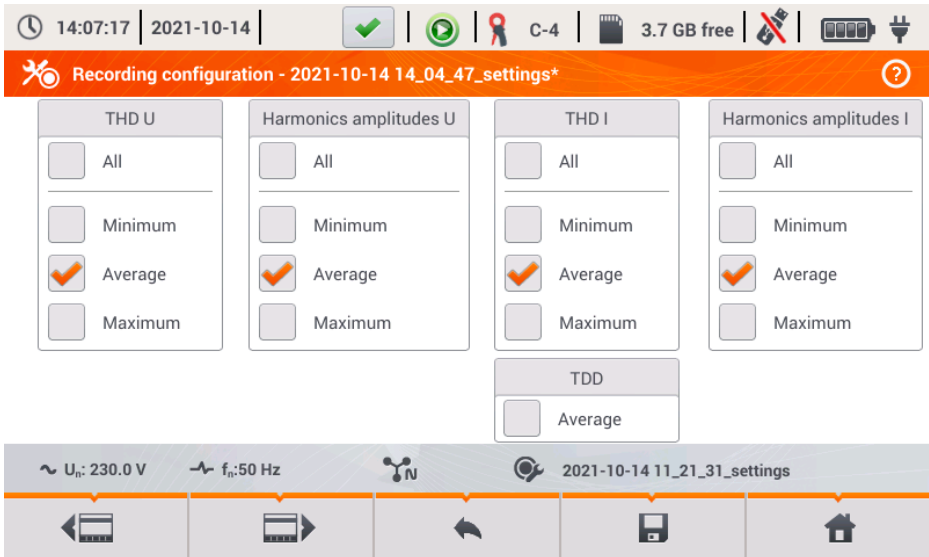 14:07:17 2021-10-14 C-4 3.7 GB free
Recording configuration - 2021-10-14 14_04_47_settings* ?
THD U Harmonics amplitudes U THD I Harmonics amplitudes I
All All All All
Minimum Minimum Minimum Minimum
Average Average Average Average
Maximum Maximum Maximum Maximum
TDD
Average
Un: 230.0 V fn:50 Hz N 2021-10-14 11_21_31_settings